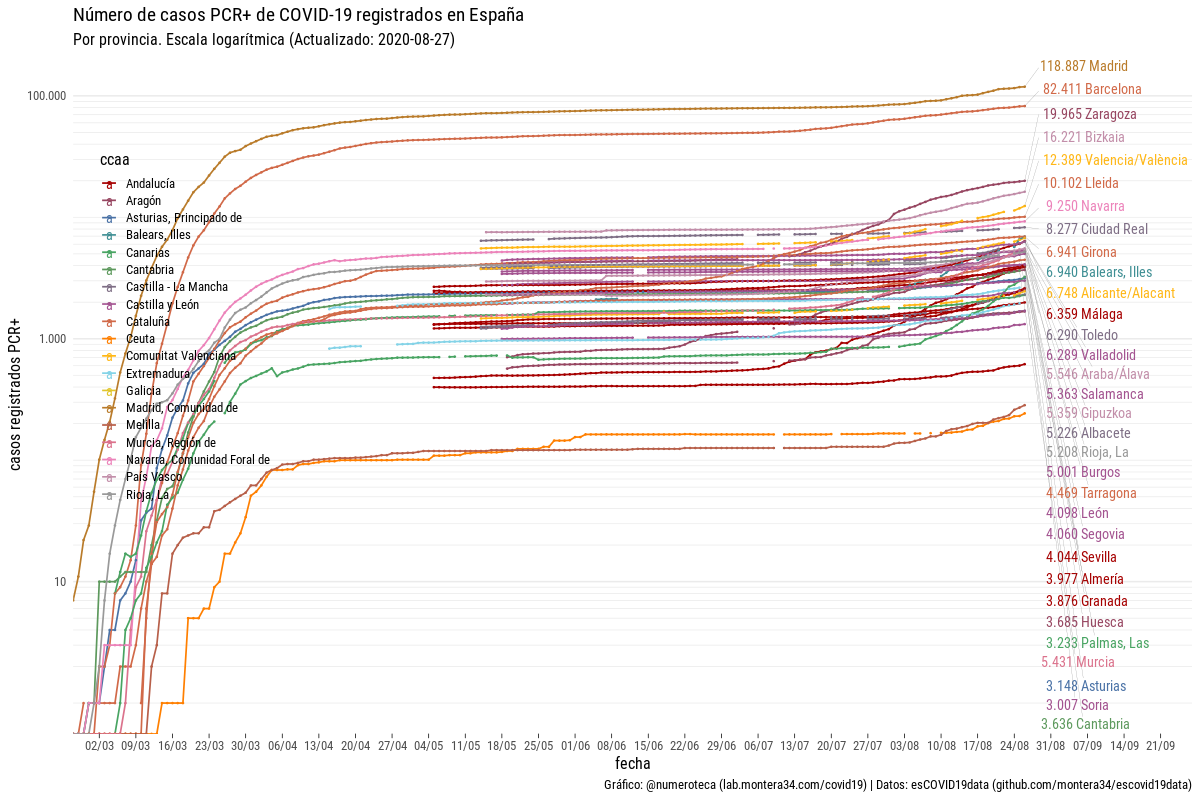 Número de casos PCR+ de COVID-19 registrados en España
Por provincia. Escala logarítmica (Actualizado: 2020-08-27)
casos registrados PCR+
100.000
1.000
10
ccaa
Andalucía
Aragón
Asturias, Principado de
Balears, Illes
Canarias
Cantabria
Castilla - La Mancha
Castilla y León
Cataluña
Ceuta
Comunitat Valenciana
Extremadura
Galicia
Madrid, Comunidad de
Melilla
Murcia, Región de
Navarra, Comunidad Foral de
País Vasco
Rioja, La
118.887 Madrid
82.411 Barcelona
19.965 Zaragoza
16.221 Bizkaia
12.389 Valencia/València
10.102 Lleida
9.250 Navarra
8.277 Ciudad Real
6.941 Girona
6.940 Balears, Illes
6.748 Alicante/Alacant
6.359 Málaga
6.290 Toledo
6.289 Valladolid
5.546 Araba/Álava
5.363 Salamanca
5.359 Gipuzkoa
5.226 Albacete
5.208 Rioja, La
5.001 Burgos
4.469 Tarragona
4.098 León
4.060 Segovia
4.044 Sevilla
3.977 Almería
3.876 Granada
3.685 Huesca
3.233 Palmas, Las
5.431 Murcia
3.148 Asturias
3.007 Soria
3.636 Cantabria
02/03 09/03 16/03 23/03 30/03 06/04 13/04 20/04 27/04 04/05 11/05 18/05 25/05 01/06 08/06 15/06 22/06 29/06 06/07 13/07 20/07 27/07 03/08 10/08 17/08 24/08 31/08 07/09 14/09 21/09
fecha
Gráfico: @numeroteca (lab.montera34.com/covid19) | Datos: esCOVID19data (github.com/montera34/escovid19data)